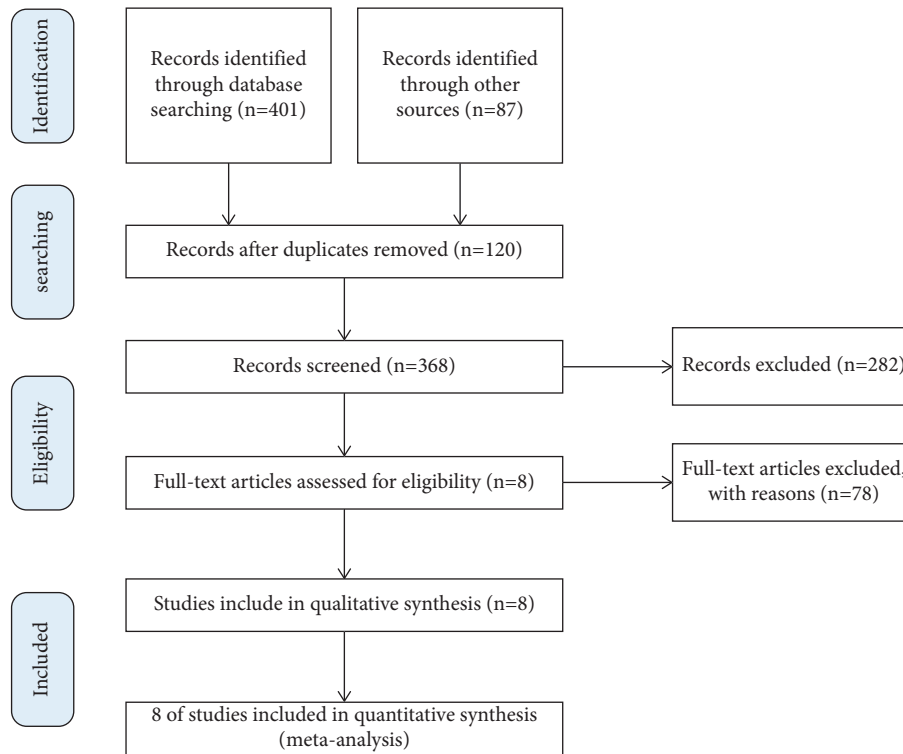 Identification
Records identified
through database
searching (n=401)
Records identified
through other
sources (n=87)
searching
Records after duplicates removed (n=120)
Records screened (n=368)
Records excluded (n=282)
Eligibility
Full-text articles assessed for eligibility (n=8)
Full-text articles excluded,
with reasons (n=78)
Included
Studies include in qualitative synthesis (n=8)
8 of studies included in quantitative synthesis
(meta-analysis)